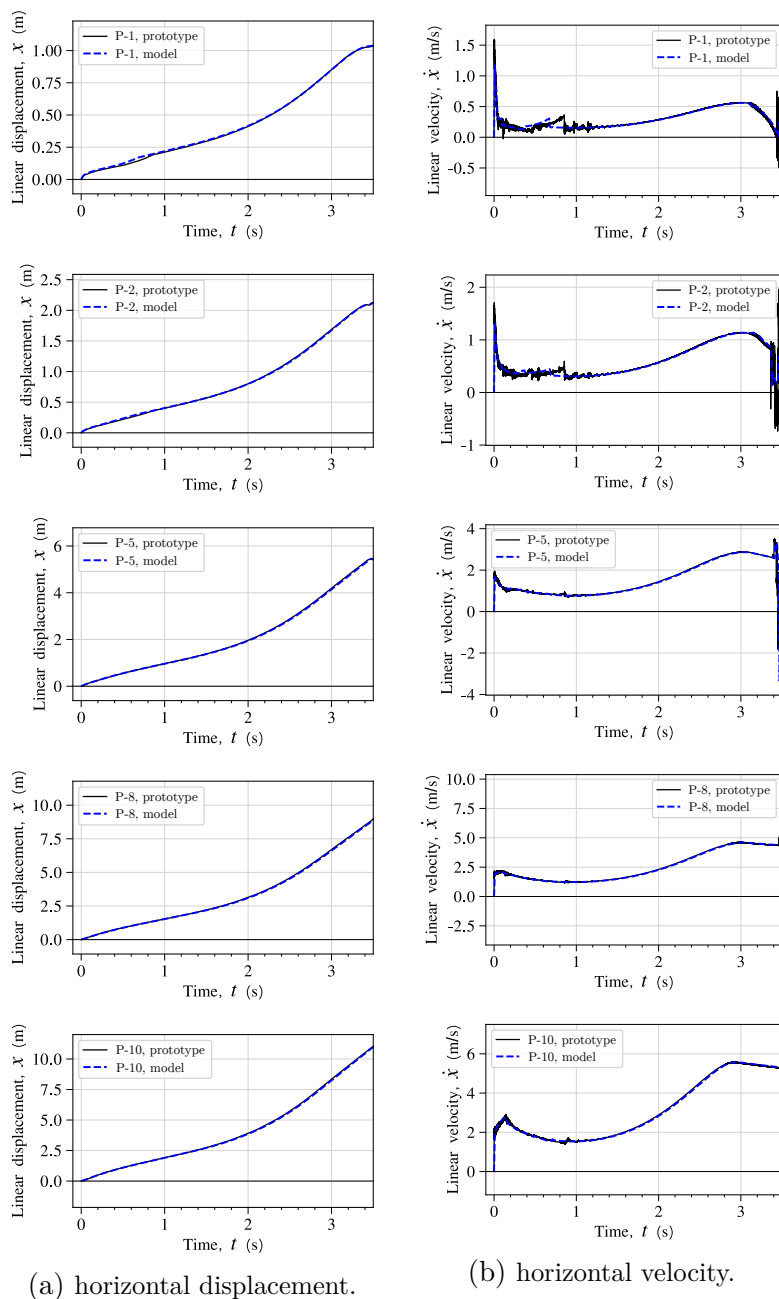 Linear displacement, x (m)
1.00
0.75
0.50
0.25
0.00
P-1, prototype
P-1, model
0 1 2 3
Time, t (s)
Linear velocity, ẋ (m/s)
1.5
1.0
0.5
0.0
-0.5
P-1, prototype
P-1, model
0 1 2 3
Time, t (s)
Linear displacement, x (m)
2.5
2.0
1.5
1.0
0.5
0.0
P-2, prototype
P-2, model
0 1 2 3
Time, t (s)
Linear velocity, ẋ (m/s)
2
1
0
-1
P-2, prototype
P-2, model
0 1 2 3
Time, t (s)
Linear displacement, x (m)
6
4
2
0
P-5, prototype
P-5, model
0 1 2 3
Time, t (s)
Linear velocity, ẋ (m/s)
4
2
0
-2
-4
P-5, prototype
P-5, model
0 1 2 3
Time, t (s)
Linear displacement, x (m)
10.0
7.5
5.0
2.5
0.0
P-8, prototype
P-8, model
0 1 2 3
Time, t (s)
Linear velocity, ẋ (m/s)
10.0
7.5
5.0
2.5
0.0
-2.5
P-8, prototype
P-8, model
0 1 2 3
Time, t (s)
Linear displacement, x (m)
10.0
7.5
5.0
2.5
0.0
P-10, prototype
P-10, model
0 1 2 3
Time, t (s)
Linear velocity, ẋ (m/s)
6
4
2
0
P-10, prototype
P-10, model
0 1 2 3
Time, t (s)
(a) horizontal displacement.
(b) horizontal velocity.